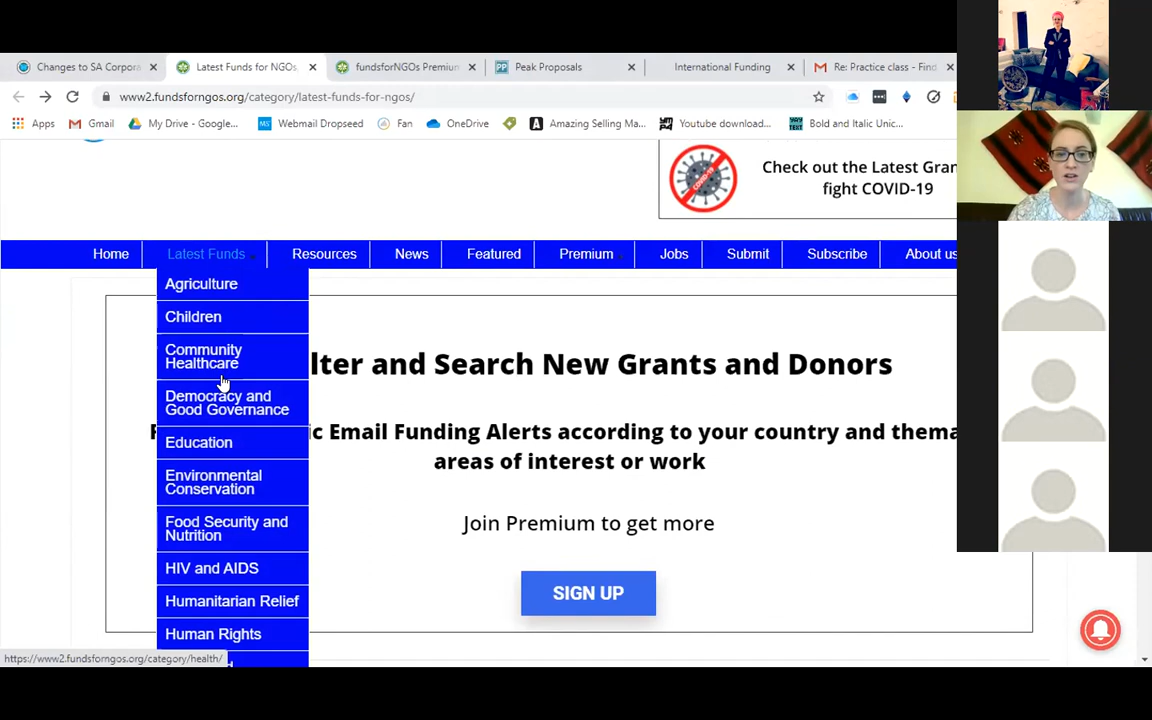 Changes to SA Corpora
Latest Funds for NGOs
fundsforNGOs Premium
Peak Proposals
International Funding
Re: Practice class - Find
www2.fundsforngos.org/category/latest-funds-for-ngos/
Apps
Gmail
My Drive - Google...
Webmail Dropseed
Fan
OneDrive
Amazing Selling Ma...
Youtube download...
Bold and Italic Unic...
Check out the Latest Gran
fight COVID-19
Home
Latest Funds
Resources
News
Featured
Premium
Jobs
Submit
Subscribe
About us
Agriculture
Children
Community
Healthcare
Democracy and
Good Governance
Education
Environmental
Conservation
Food Security and
Nutrition
HIV and AIDS
Humanitarian Relief
Human Rights
lter and Search New Grants and Donors
c Email Funding Alerts according to your country and thema
areas of interest or work
Join Premium to get more
SIGN UP
https://www2.fundsforngos.org/category/health/